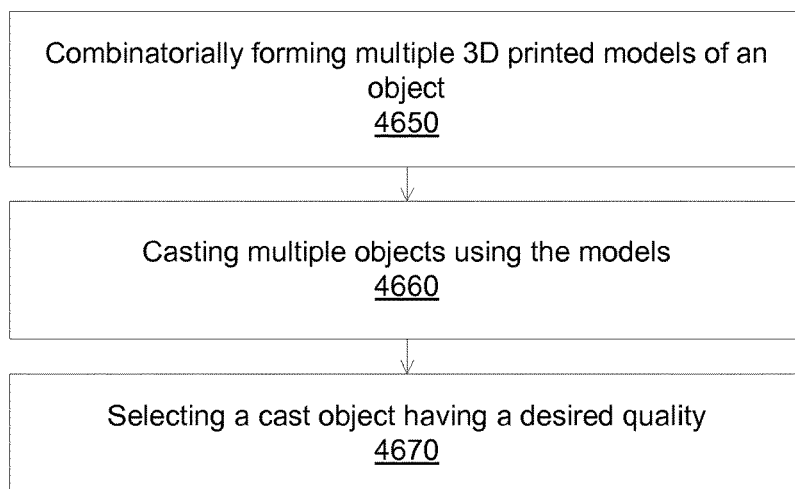 Combinatorially forming multiple 3D printed models of an
object
4650
Casting multiple objects using the models
4660
Selecting a cast object having a desired quality
4670